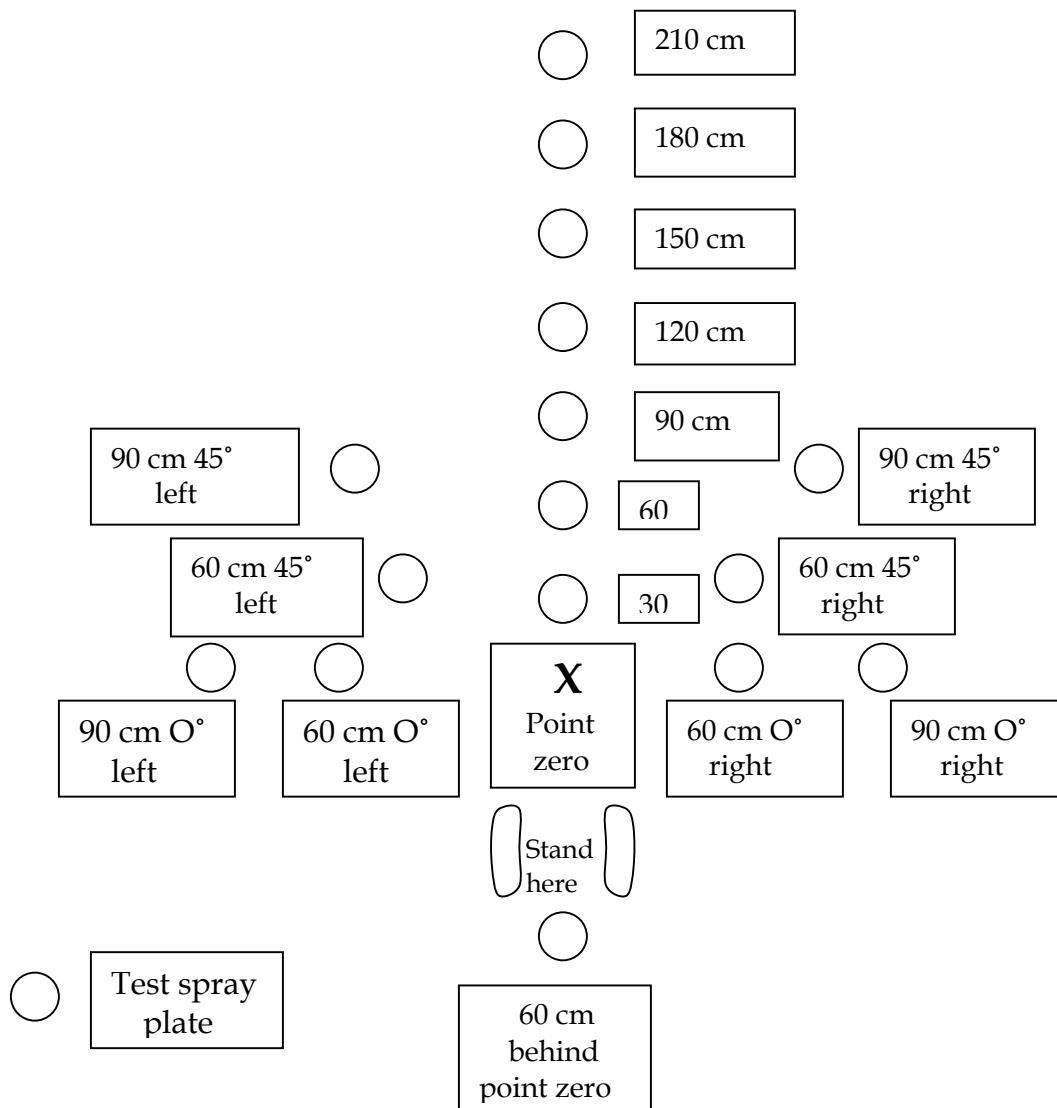 210 cm
180 cm
150 cm
120 cm
90 cm
90 cm 45°
left
90 cm 45°
right
60
60 cm 45°
left
60 cm 45°
right
30
X
Point
zero
90 cm O°
left
60 cm O°
left
60 cm O°
right
90 cm O°
right
Stand
here
Test spray
plate
60 cm
behind
point zero